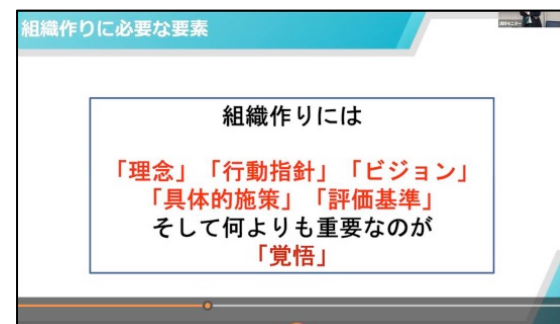 組織作りに必要な要素
組織作りには
「理念」「行動指針」「ビジョン」
「具体的施策」「評価基準」
そして何よりも重要なのが
「覚悟」